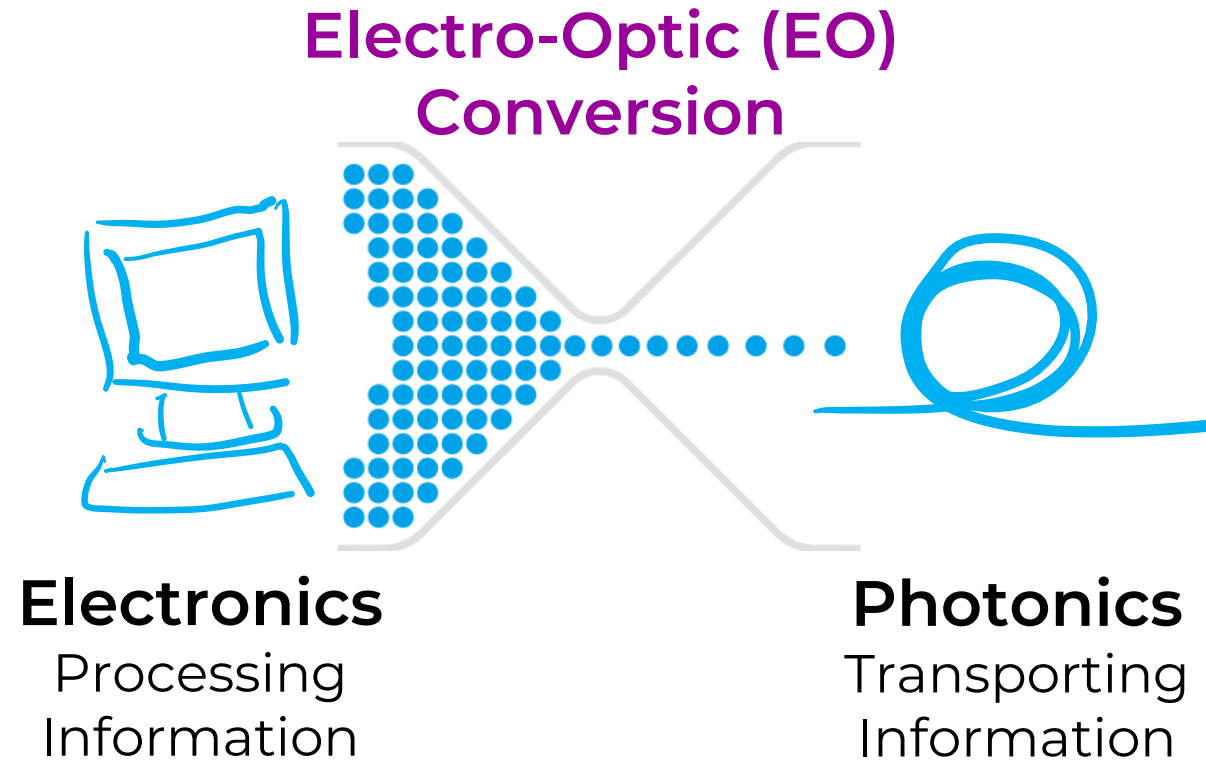 Electro-Optic (EO)
Conversion
Electronics
Processing
Information
Photonics
Transporting
Information